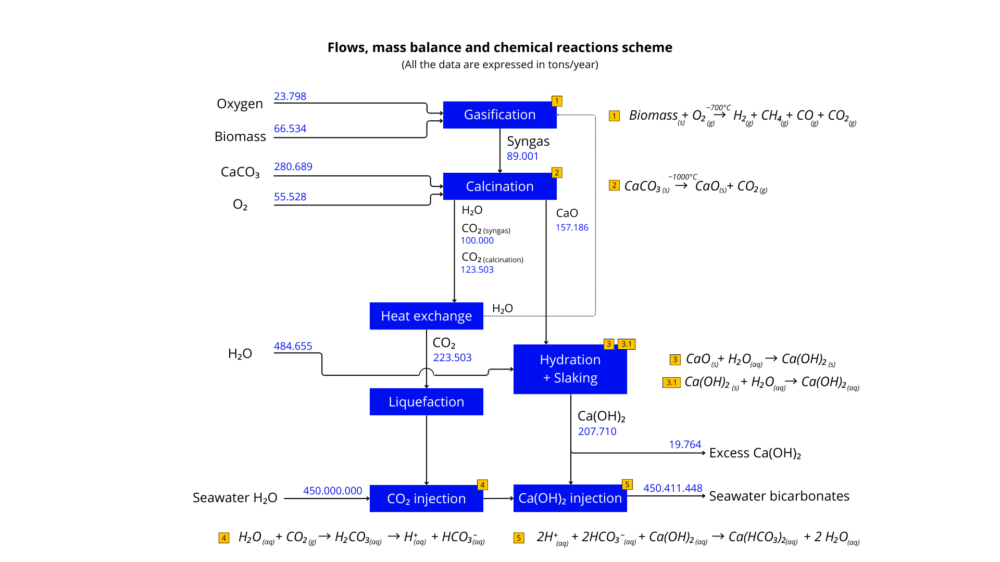 Flows, mass balance and chemical reactions scheme
(All the data are expressed in tons/year)
Oxygen
23.798
Biomass
66.534
Gasification
1
1 Biomass(s) + O₂(g) ~700°C → H₂(g) + CH₄(g) + CO(g) + CO₂(g)
Syngas
89.001
CaCO₃
280.689
O₂
55.528
Calcination
2
2 CaCO₃(s) ~1000°C → CaO(s) + CO₂(g)
H₂O
CO₂ (syngas)
100.000
CO₂ (calcination)
123.503
CaO
157.186
Heat exchange
H₂O
CO₂
223.503
H₂O
484.655
Hydration
+ Slaking
3
3.1
3 CaO(s) + H₂O(aq) → Ca(OH)₂(s)
3.1 Ca(OH)₂(s) + H₂O(aq) → Ca(OH)₂(aq)
Liquefaction
Ca(OH)₂
207.710
19.764
Excess Ca(OH)₂
Seawater H₂O
450.000.000
CO₂ injection
4
Ca(OH)₂ injection
5
450.411.448
Seawater bicarbonates
4 H₂O(aq) + CO₂(g) → H₂CO₃(aq) → H⁺(aq) + HCO₃⁻(aq)
5 2H⁺(aq) + 2HCO₃⁻(aq) + Ca(OH)₂(aq) → Ca(HCO₃)₂(aq) + 2 H₂O(aq)